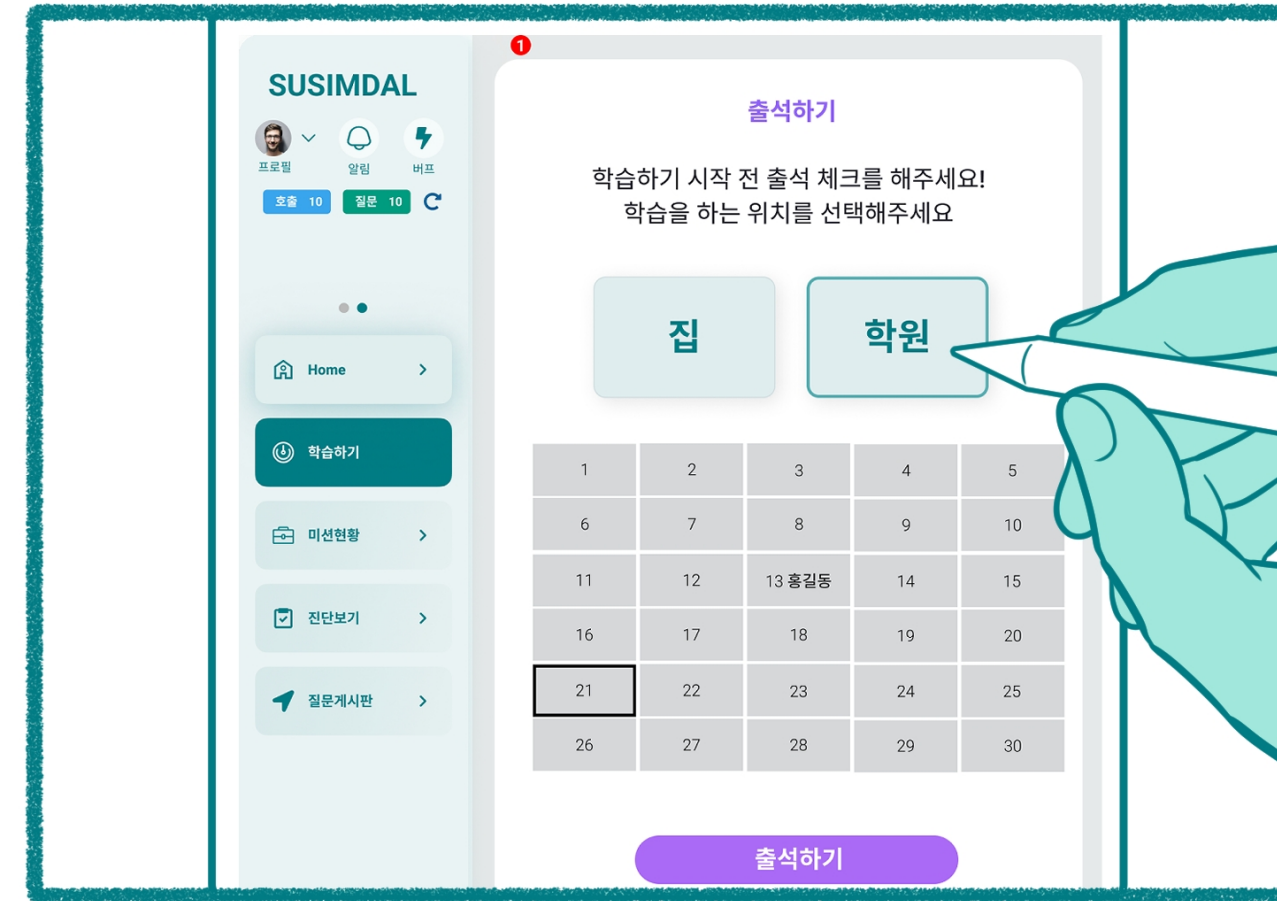 1
SUSIMDAL
프로필
알림
버프
호출 10
질문 10
Home
학습하기
미션현황
진단보기
질문게시판
출석하기
학습하기 시작 전 출석 체크를 해주세요!
학습을 하는 위치를 선택해주세요
집
학원
1 2 3 4 5
6 7 8 9 10
11 12 13 홍길동 14 15
16 17 18 19 20
21 22 23 24 25
26 27 28 29 30
출석하기